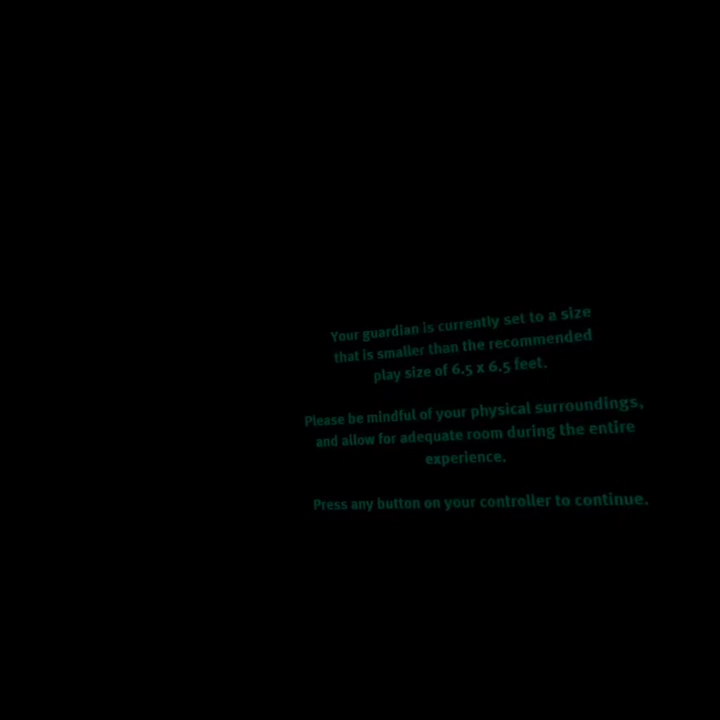 Your guardian is currently set to a size
that is smaller than the recommended
play size of 6.5 x 6.5 feet.
Please be mindful of your physical surroundings,
and allow for adequate room during the entire
experience.
Press any button on your controller to continue.